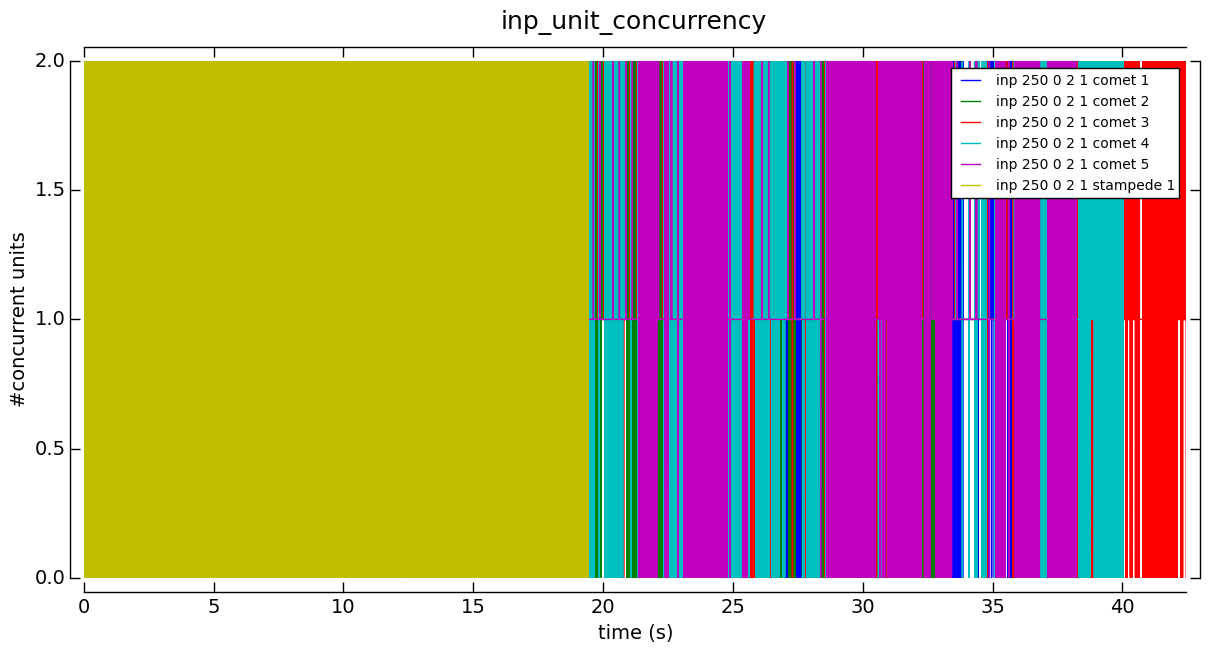 inp_unit_concurrency
2.0
1.5
1.0
0.5
0.0
#concurrent units
inp 250 0 2 1 comet 1
inp 250 0 2 1 comet 2
inp 250 0 2 1 comet 3
inp 250 0 2 1 comet 4
inp 250 0 2 1 comet 5
inp 250 0 2 1 stampede 1
0 5 10 15 20 25 30 35 40
time (s)